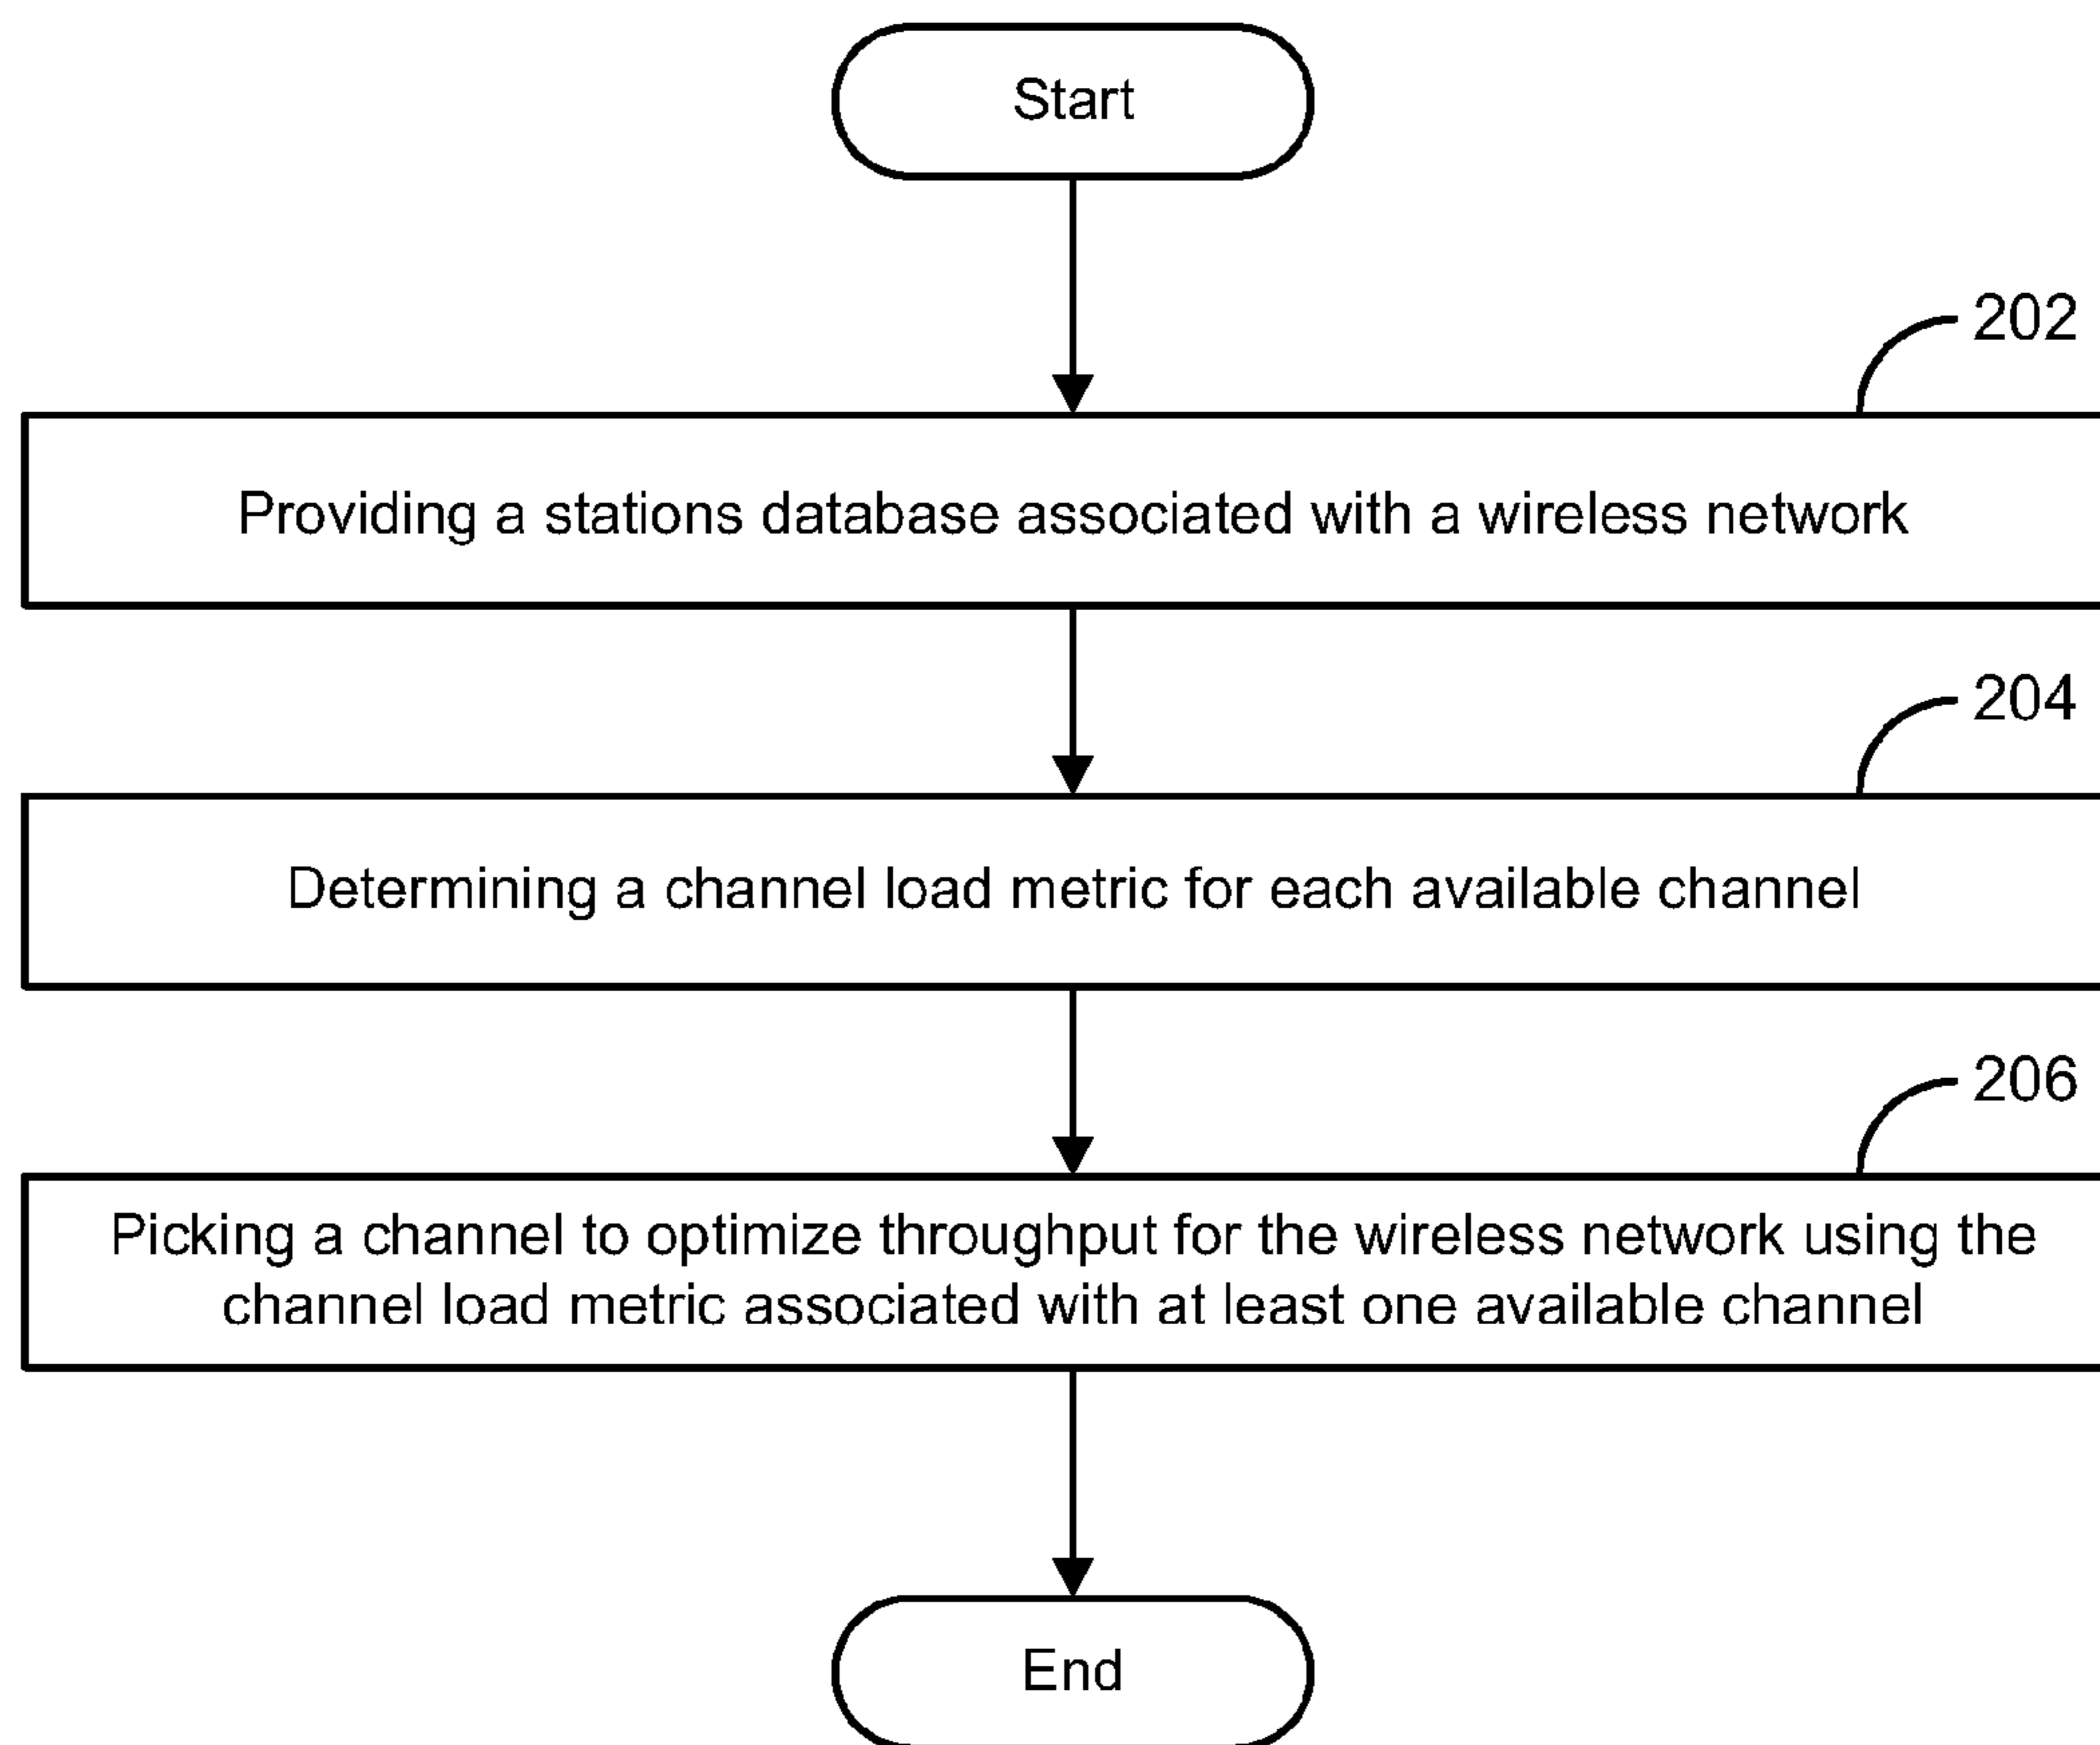 Start
202
Providing a stations database associated with a wireless network
204
Determining a channel load metric for each available channel
206
Picking a channel to optimize throughput for the wireless network using the
channel load metric associated with at least one available channel
End